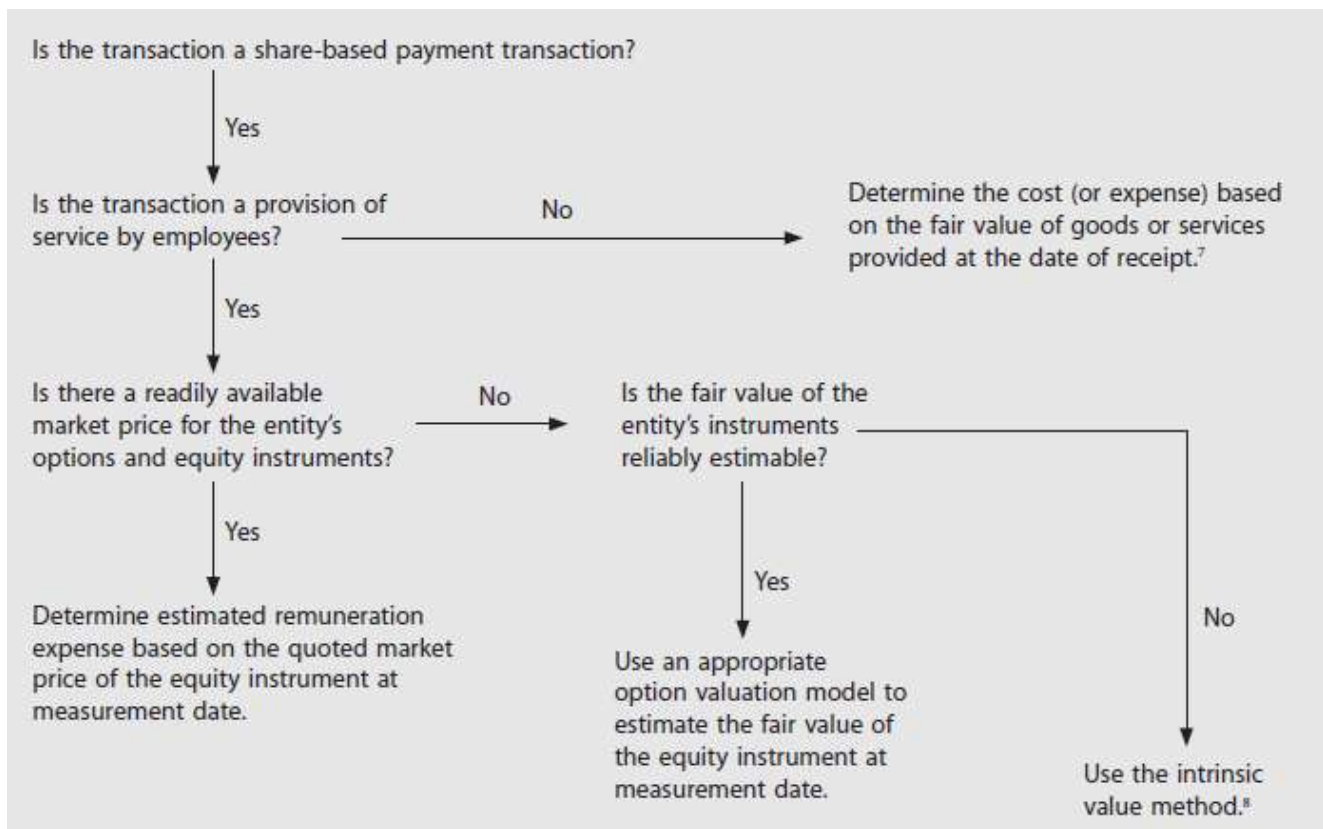 Is the transaction a share-based payment transaction?
Yes
Is the transaction a provision of
service by employees?
No
Determine the cost (or expense) based
on the fair value of goods or services
provided at the date of receipt.⁷
Yes
Is there a readily available
market price for the entity's
options and equity instruments?
No
Is the fair value of the
entity's instruments
reliably estimable?
Yes
Determine estimated remuneration
expense based on the quoted market
price of the equity instrument at
measurement date.
Yes
Use an appropriate
option valuation model to
estimate the fair value of
the equity instrument at
measurement date.
No
Use the intrinsic
value method.⁸